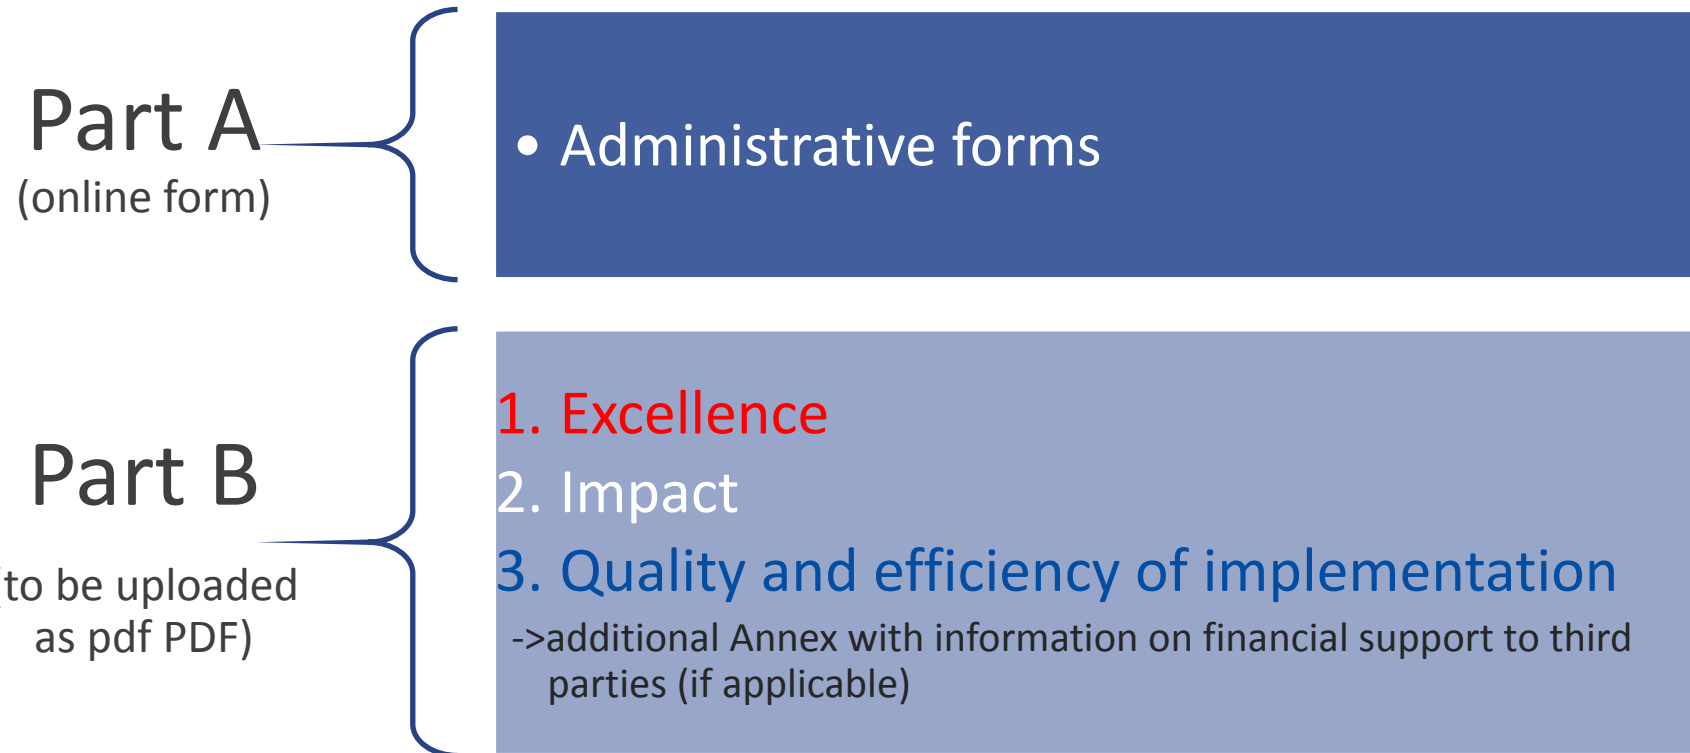 Part A
(online form)
• Administrative forms
Part B
(to be uploaded
as pdf PDF)
1. Excellence
2. Impact
3. Quality and efficiency of implementation
->additional Annex with information on financial support to third
parties (if applicable)